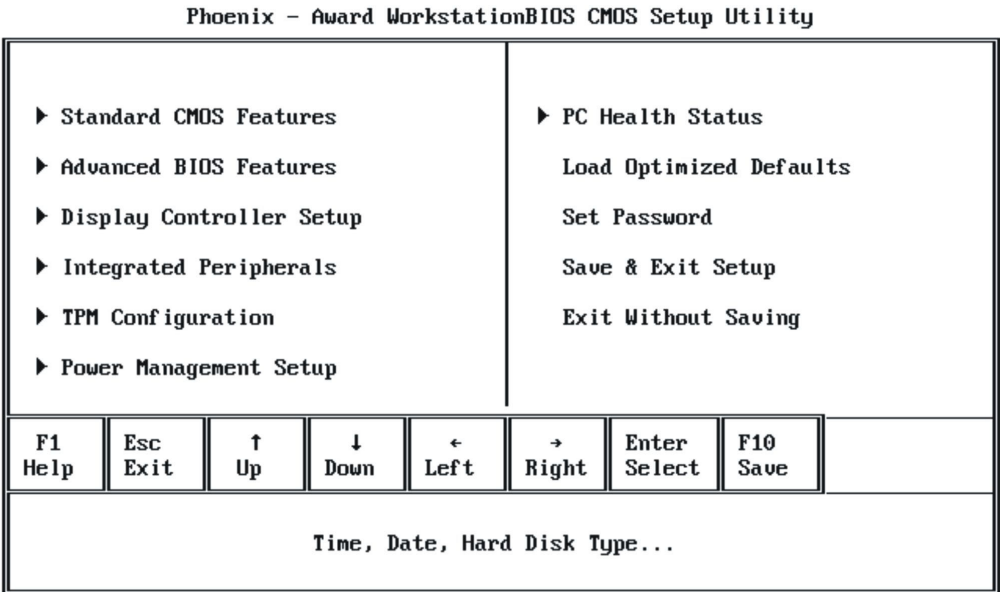 Phoenix - Award WorkstationBIOS CMOS Setup Utility
▶ Standard CMOS Features
▶ Advanced BIOS Features
▶ Display Controller Setup
▶ Integrated Peripherals
▶ TPM Configuration
▶ Power Management Setup
▶ PC Health Status
Load Optimized Defaults
Set Password
Save & Exit Setup
Exit Without Saving
F1 Esc ↑ ↓ ← → Enter F10
Help Exit Up Down Left Right Select Save
Time, Date, Hard Disk Type...